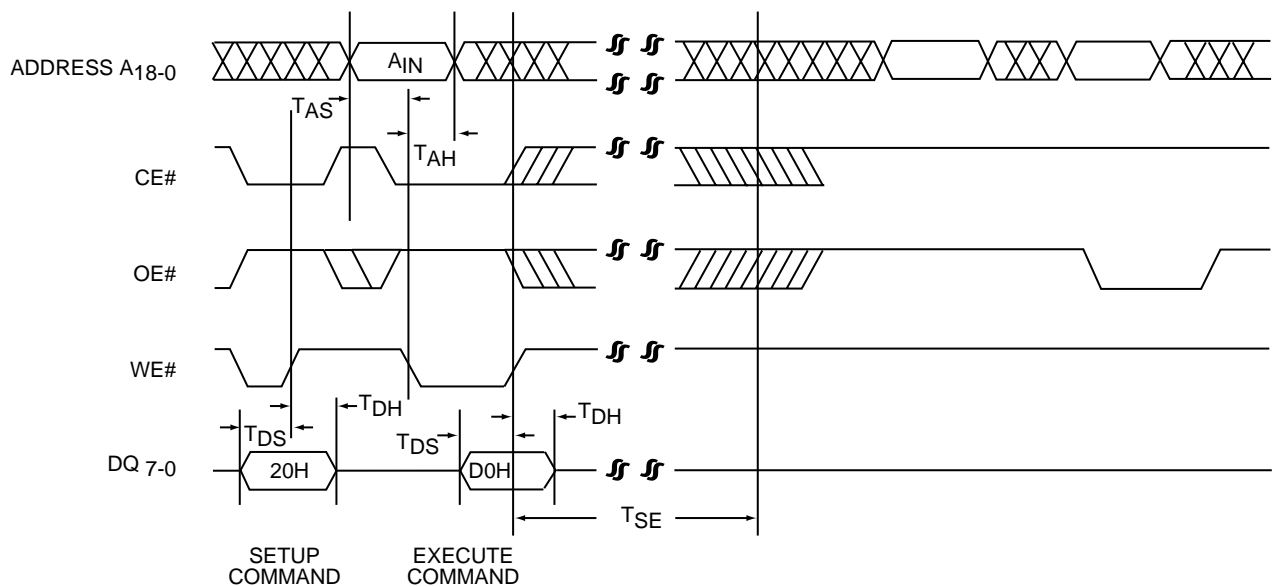 ADDRESS A18-0
AIN
TAS
TAH
CE#
OE#
WE#
TDH
TDS
TDS
TDH
DQ 7-0
20H
D0H
TSE
SETUP
COMMAND
EXECUTE
COMMAND